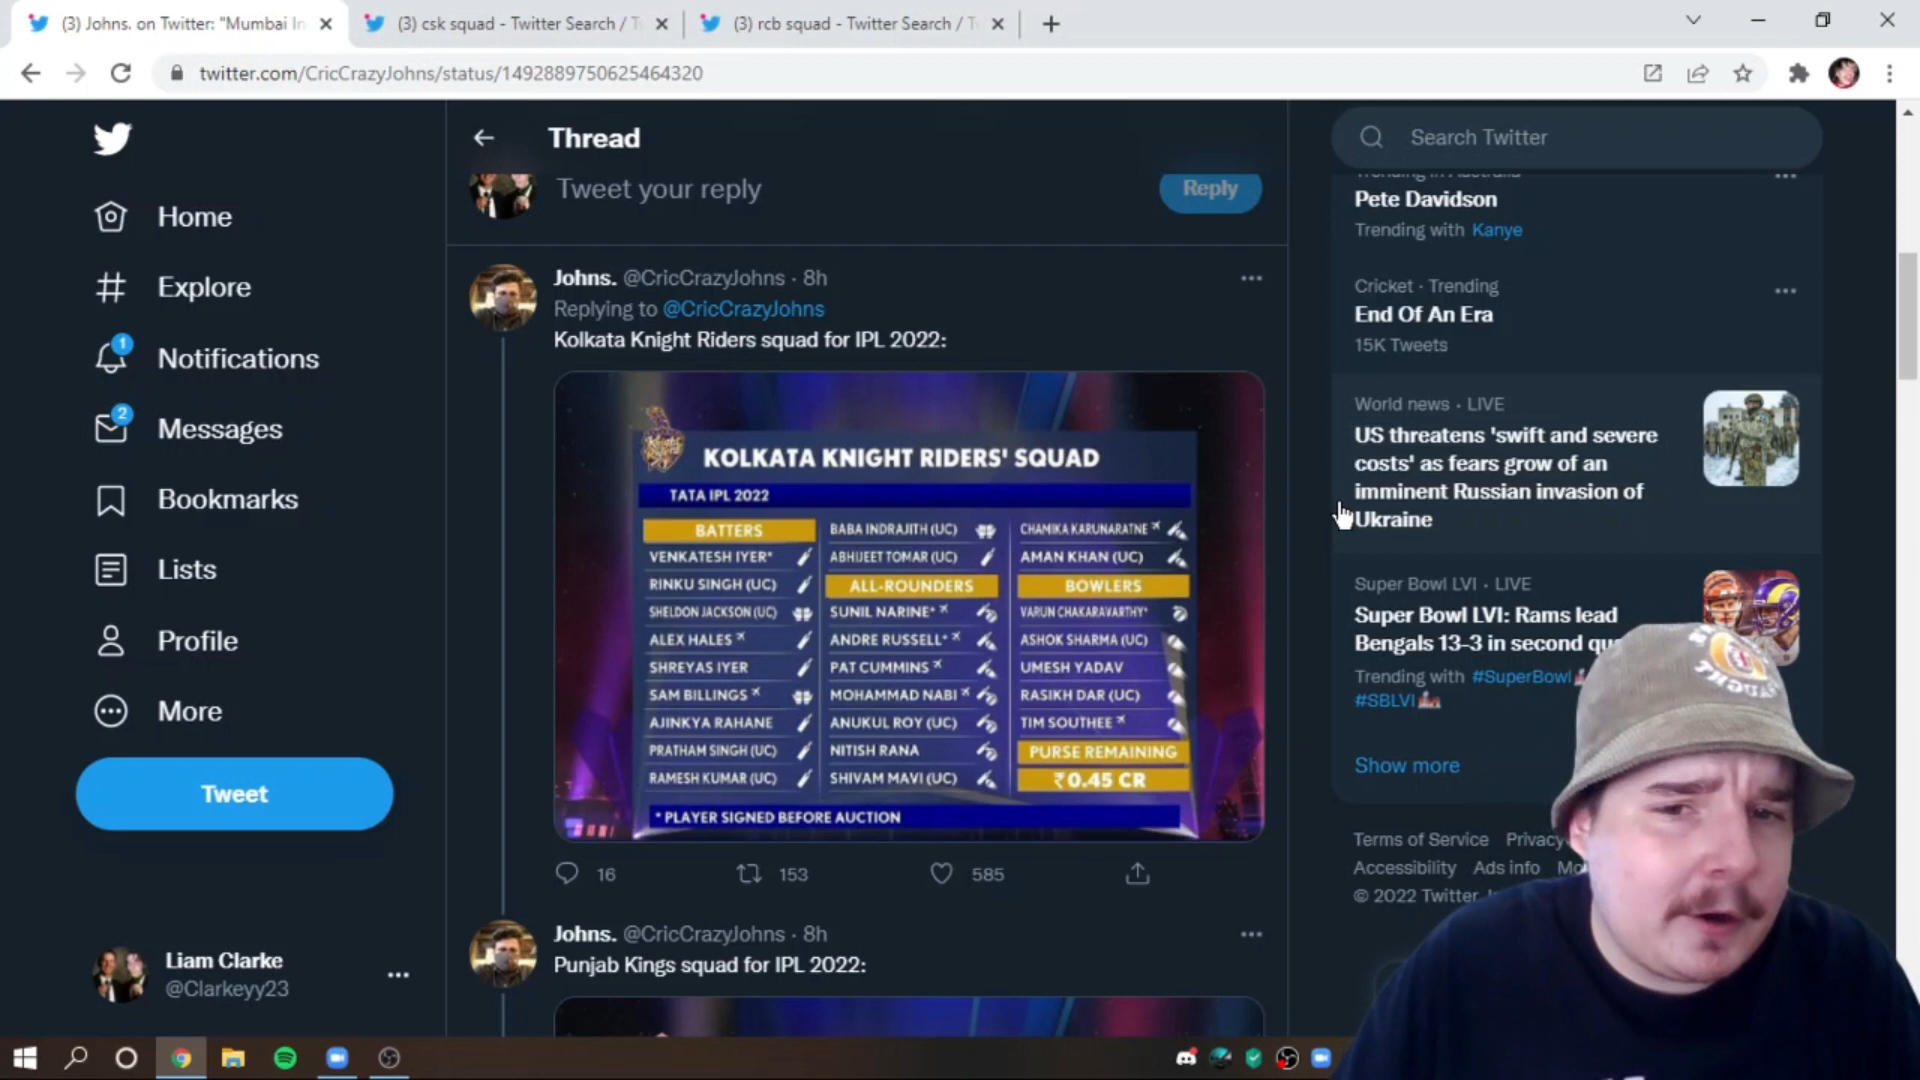 (3) Johns. on Twitter: "Mumbai In
(3) csk squad - Twitter Search / T
(3) rcb squad - Twitter Search / T
twitter.com/CricCrazyJohns/status/1492889750625464320
Home
Explore
1
Notifications
2
Messages
Bookmarks
Lists
Profile
More
Tweet
Liam Clarke
@Clarkeyy23
Thread
Tweet your reply
Reply
Johns. @CricCrazyJohns · 8h
Replying to @CricCrazyJohns
Kolkata Knight Riders squad for IPL 2022:
KOLKATA KNIGHT RIDERS' SQUAD
TATA IPL 2022
BATTERS
VENKATESH IYER*
RINKU SINGH (UC)
SHELDON JACKSON (UC)
ALEX HALES
SHREYAS IYER
SAM BILLINGS
AJINKYA RAHANE
PRATHAM SINGH (UC)
RAMESH KUMAR (UC)
BABA INDRAJITH (UC)
ABHIJEET TOMAR (UC)
ALL-ROUNDERS
SUNIL NARINE*
ANDRE RUSSELL*
PAT CUMMINS
MOHAMMAD NABI
ANUKUL ROY (UC)
NITISH RANA
SHIVAM MAVI (UC)
CHAMIKA KARUNARATNE
AMAN KHAN (UC)
BOWLERS
VARUN CHAKARAVARTHY*
ASHOK SHARMA (UC)
UMESH YADAV
RASIKH DAR (UC)
TIM SOUTHEE
PURSE REMAINING
₹0.45 CR
* PLAYER SIGNED BEFORE AUCTION
16
153
585
Johns. @CricCrazyJohns · 8h
Punjab Kings squad for IPL 2022:
Search Twitter
Trending in Australia
Pete Davidson
Trending with Kanye
Cricket · Trending
End Of An Era
15K Tweets
World news · LIVE
US threatens 'swift and severe
costs' as fears grow of an
imminent Russian invasion of
Ukraine
Super Bowl LVI · LIVE
Super Bowl LVI: Rams lead
Bengals 13-3 in second qu
Trending with #SuperBowl
#SBLVI
Show more
Terms of Service Privacy
Accessibility Ads info Mo
© 2022 Twitter,